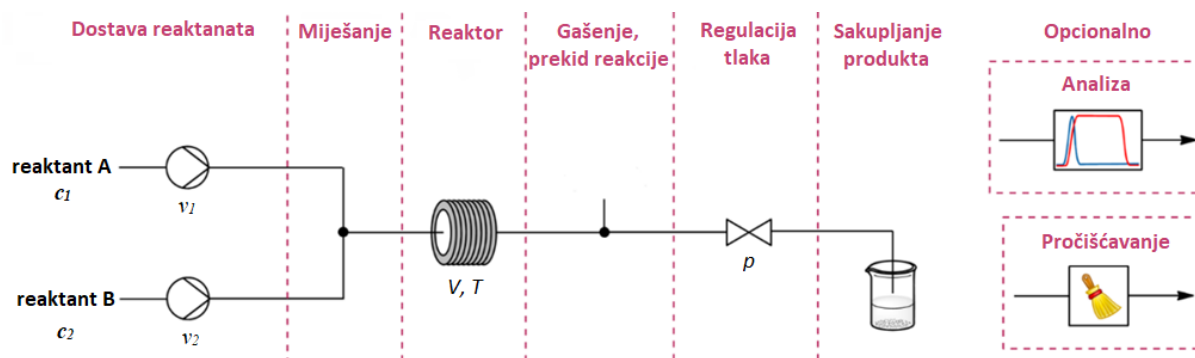 Dostava reaktanata
Miješanje
Reaktor
Gašenje,
prekid reakcije
Regulacija
tlaka
Sakupljanje
produkta
Opcionalno
Analiza
reaktant A
c1
v1
V, T
p
Pročišćavanje
reaktant B
c2
v2